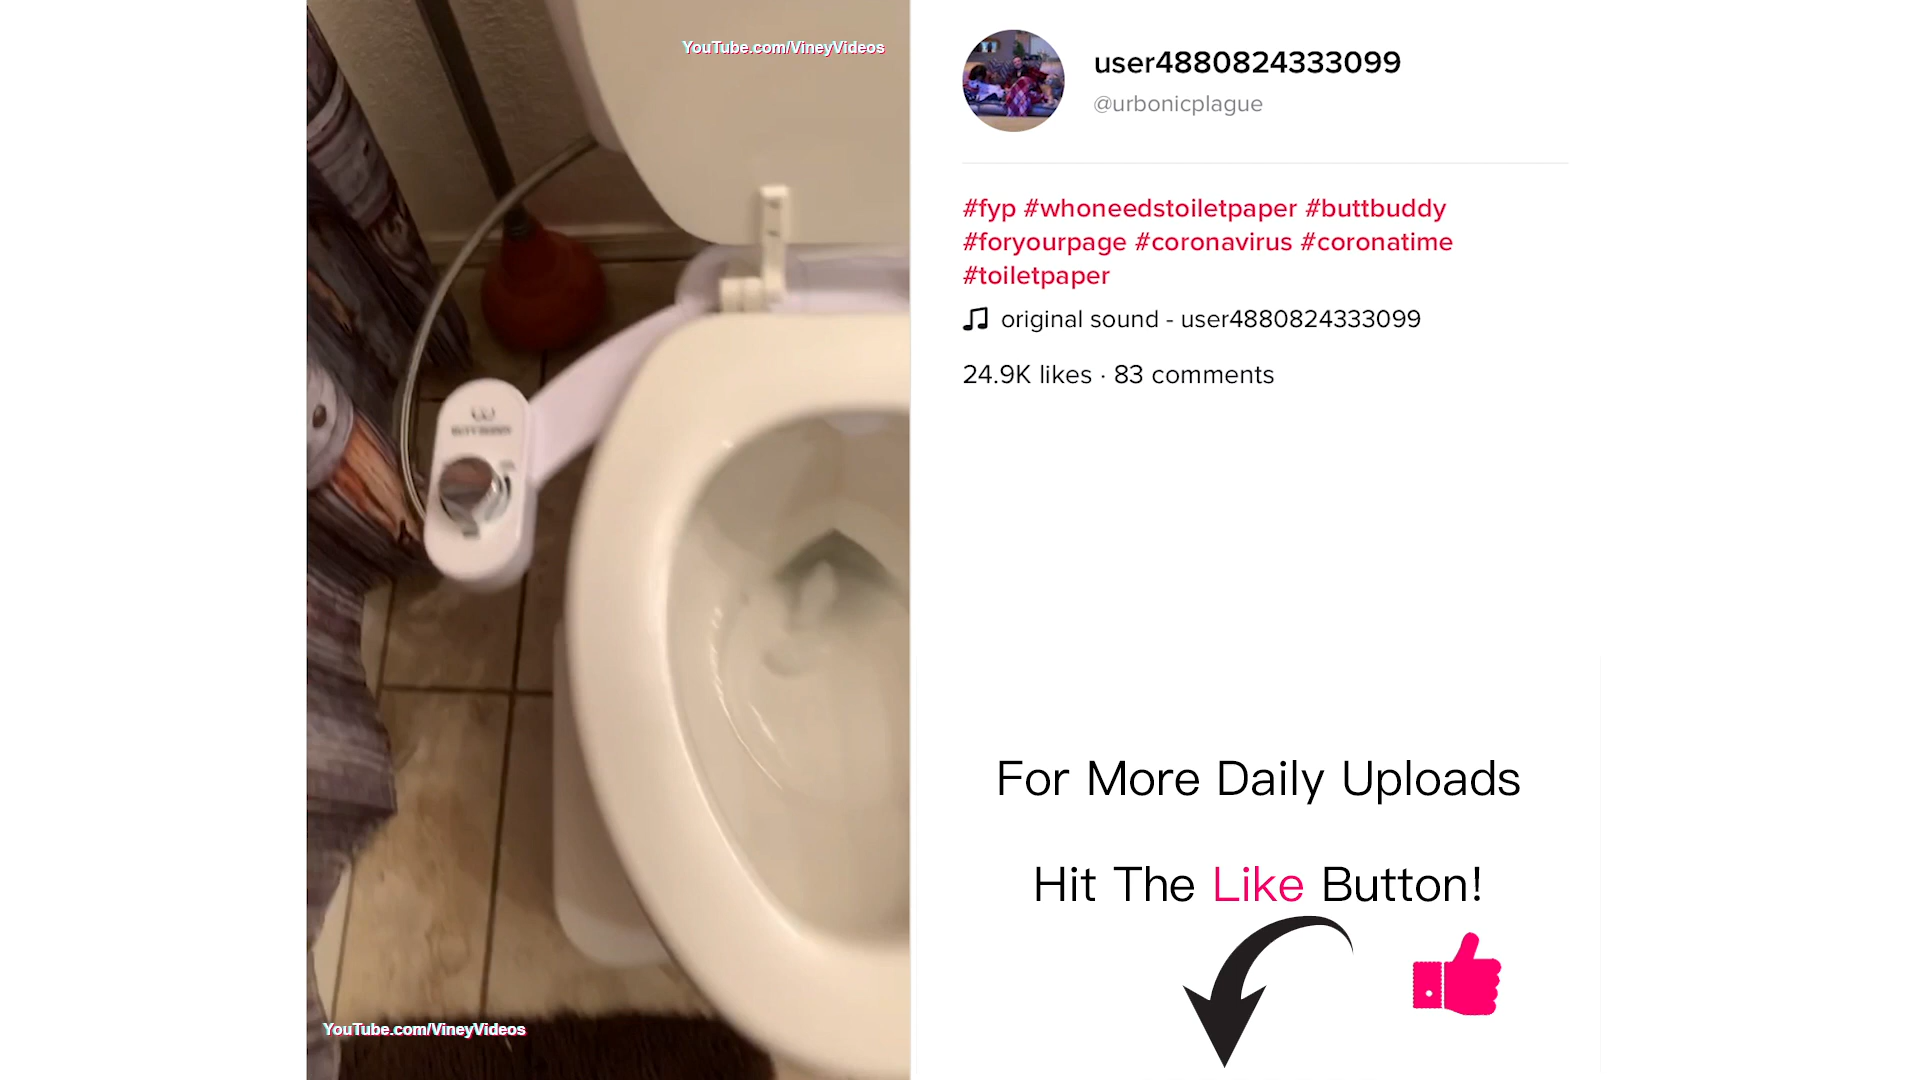 YouTube.com/VineyVideos
user4880824333099
@urbonicplague
#fyp #whoneedstoiletpaper #buttbuddy
#foryourpage #coronavirus #coronatime
#toiletpaper
original sound - user4880824333099
24.9K likes · 83 comments
For More Daily Uploads
Hit The Like Button!
YouTube.com/VineyVideos